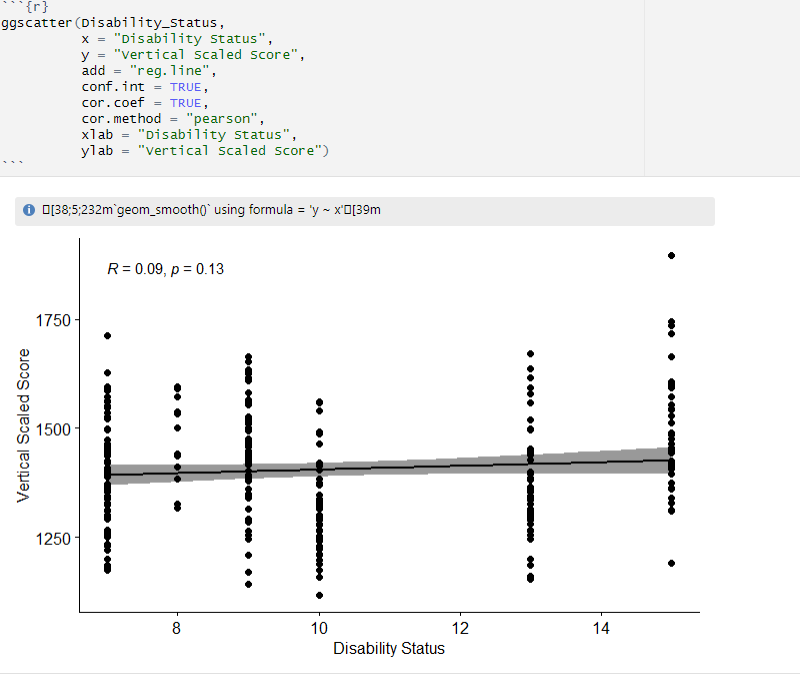 ```{r}
ggscatter(Disability_Status,
x = "Disability Status",
y = "Vertical Scaled Score",
add = "reg.line",
conf.int = TRUE,
cor.coef = TRUE,
cor.method = "pearson",
xlab = "Disability Status",
ylab = "Vertical Scaled Score")
```
i □[38;5;232m`geom_smooth()` using formula = 'y ~ x'□[39m
R = 0.09, p = 0.13
1750
1500
1250
Vertical Scaled Score
8 10 12 14
Disability Status